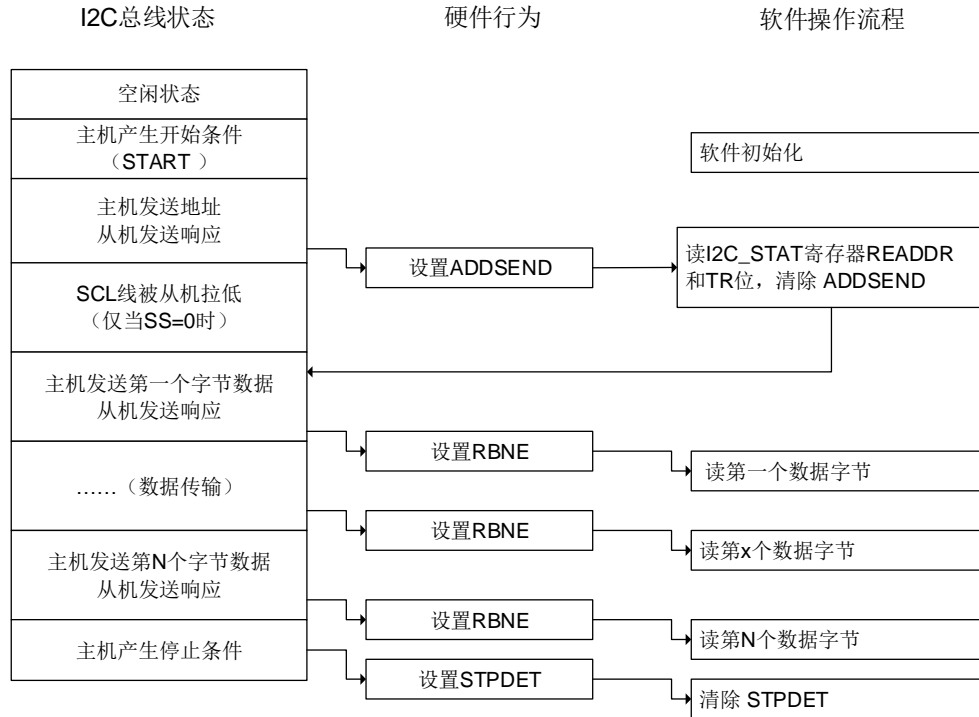 I2C总线状态
硬件行为
软件操作流程
空闲状态
主机产生开始条件
（START ）
软件初始化
主机发送地址
从机发送响应
设置ADDSEND
读I2C_STAT寄存器READDR
和TR位，清除 ADDSEND
SCL线被从机拉低
（仅当SS=0时）
主机发送第一个字节数据
从机发送响应
设置RBNE
读第一个数据字节
……（数据传输）
设置RBNE
读第x个数据字节
主机发送第N个字节数据
从机发送响应
设置RBNE
读第N个数据字节
主机产生停止条件
设置STPDET
清除 STPDET